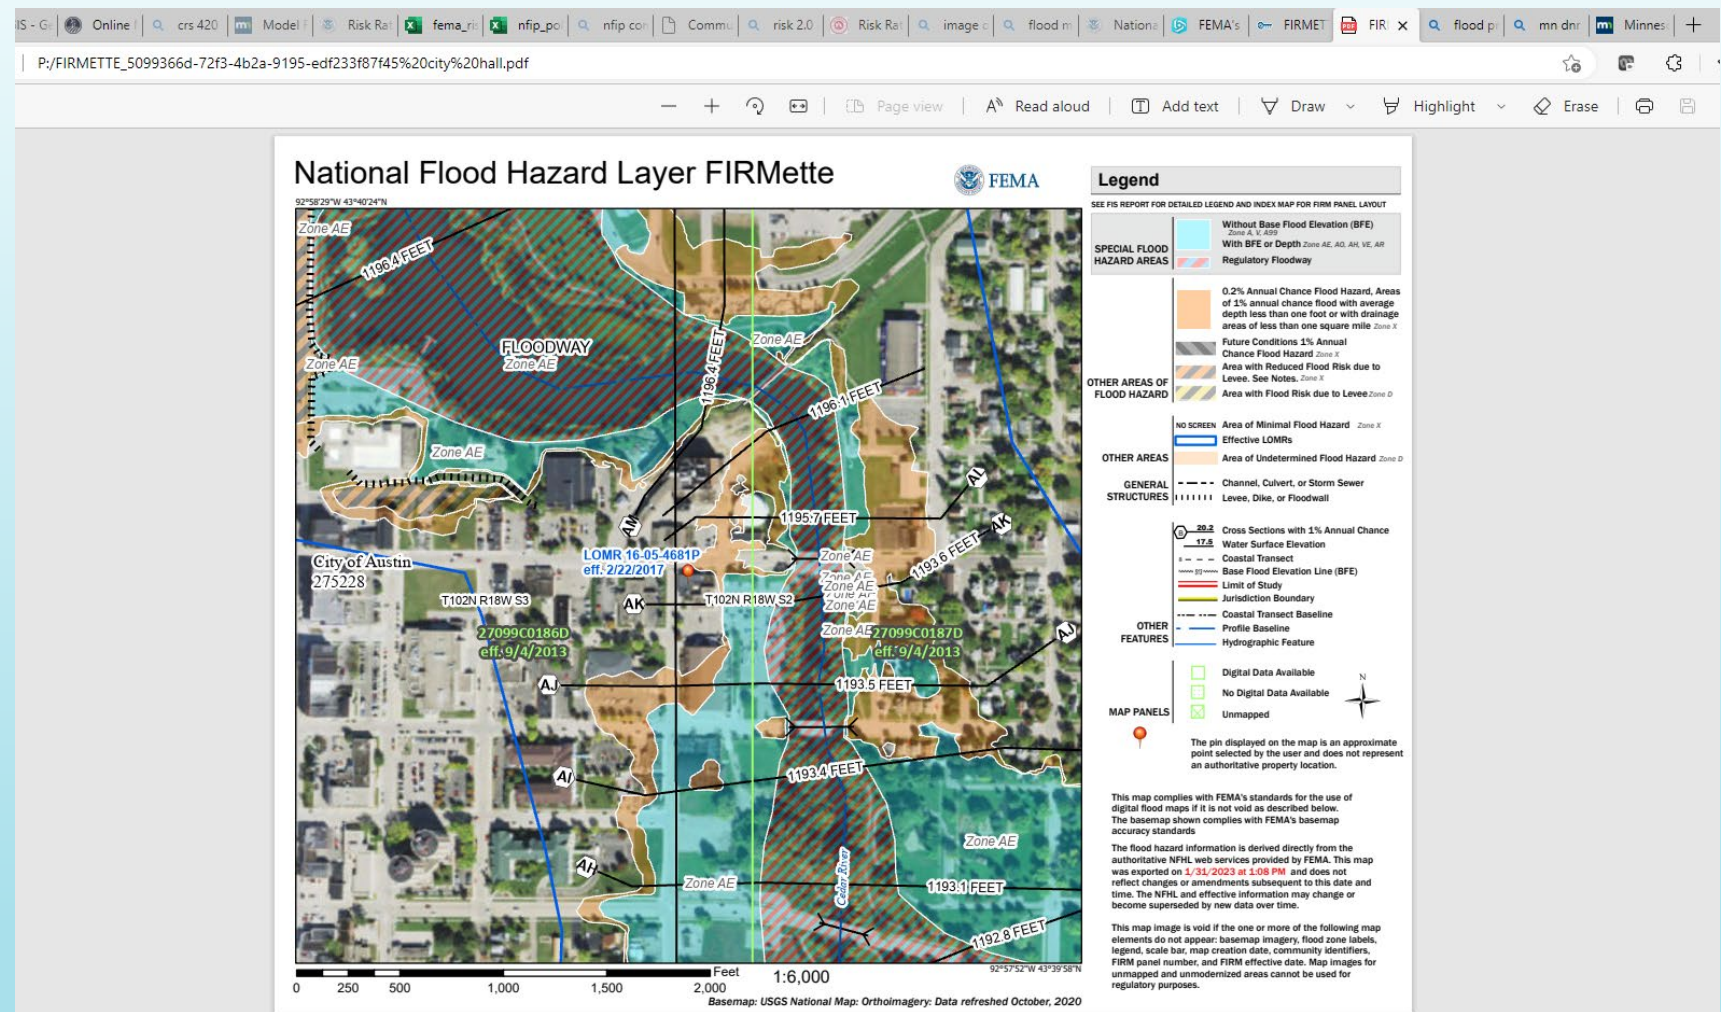 IS - Ge
Online
crs 420
Model F
Risk Rat
fema_ris
nfip_pol
nfip con
Commu
risk 2.0
Risk Rat
image o
flood m
Nationa
FEMA's
FIRMET
FIR
flood pr
mn dnr
Minnes
P:/FIRMETTE_5099366d-72f3-4b2a-9195-edf233f87f45%20city%20hall.pdf
Page view
Read aloud
Add text
Draw
Highlight
Erase
National Flood Hazard Layer FIRMette
FEMA
92°58'29"W 43°40'24"N
Zone AE
1196.4 FEET
FLOODWAY
Zone AE
Zone AE
Zone AE
1196.4 FEET
1196.1 FEET
Zone AE
AL
AM
1195.7 FEET
AK
LOMR 16-05-4681P
eff. 2/22/2017
City of Austin
275228
Zone AE
1193.6 FEET
Zone AE
Zone AE
Zone AE
Zone AE
T102N R18W S3
AK
T102N R18W S2
27099C0186D
eff. 9/4/2013
Zone AE
27099C0187D
eff. 9/4/2013
AJ
AJ
1193.5 FEET
AI
1193.4 FEET
Zone AE
AH
Zone AE
Cedar River
1193.1 FEET
1192.8 FEET
92°57'52"W 43°39'58"N
Feet
1:6,000
0 250 500 1,000 1,500 2,000
Basemap: USGS National Map: Orthoimagery: Data refreshed October, 2020
Legend
SEE FIS REPORT FOR DETAILED LEGEND AND INDEX MAP FOR FIRM PANEL LAYOUT
SPECIAL FLOOD
HAZARD AREAS
Without Base Flood Elevation (BFE)
Zone A, V, A99
With BFE or Depth Zone AE, AO, AH, VE, AR
Regulatory Floodway
0.2% Annual Chance Flood Hazard, Areas
of 1% annual chance flood with average
depth less than one foot or with drainage
areas of less than one square mile Zone X
Future Conditions 1% Annual
Chance Flood Hazard Zone X
Area with Reduced Flood Risk due to
Levee. See Notes. Zone X
Area with Flood Risk due to Levee Zone D
OTHER AREAS OF
FLOOD HAZARD
NO SCREEN Area of Minimal Flood Hazard Zone X
Effective LOMRs
OTHER AREAS
Area of Undetermined Flood Hazard Zone D
GENERAL
STRUCTURES
Channel, Culvert, or Storm Sewer
Levee, Dike, or Floodwall
B 20.2 Cross Sections with 1% Annual Chance
17.5 Water Surface Elevation
8 Coastal Transect
513 Base Flood Elevation Line (BFE)
Limit of Study
Jurisdiction Boundary
Coastal Transect Baseline
OTHER
FEATURES
Profile Baseline
Hydrographic Feature
MAP PANELS
Digital Data Available
No Digital Data Available
Unmapped
N
The pin displayed on the map is an approximate
point selected by the user and does not represent
an authoritative property location.
This map complies with FEMA's standards for the use of
digital flood maps if it is not void as described below.
The basemap shown complies with FEMA's basemap
accuracy standards
The flood hazard information is derived directly from the
authoritative NFHL web services provided by FEMA. This map
was exported on 1/31/2023 at 1:08 PM and does not
reflect changes or amendments subsequent to this date and
time. The NFHL and effective information may change or
become superseded by new data over time.
This map image is void if the one or more of the following map
elements do not appear: basemap imagery, flood zone labels,
legend, scale bar, map creation date, community identifiers,
FIRM panel number, and FIRM effective date. Map images for
unmapped and unmodernized areas cannot be used for
regulatory purposes.